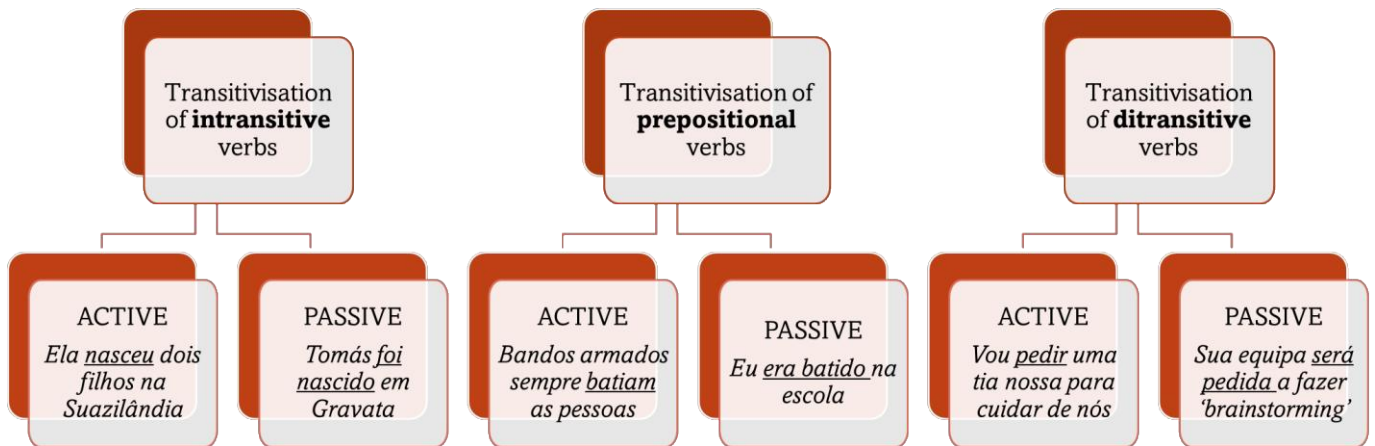 Transitivisation
of intransitive
verbs
Transitivisation of
prepositional
verbs
Transitivisation
of ditransitive
verbs
ACTIVE
Ela nasceu dois
filhos na
Suazilândia
PASSIVE
Tomás foi
nascido em
Gravata
ACTIVE
Bandos armados
sempre batiam
as pessoas
PASSIVE
Eu era batido na
escola
ACTIVE
Vou pedir uma
tia nossa para
cuidar de nós
PASSIVE
Sua equipa será
pedida a fazer
‘brainstorming’